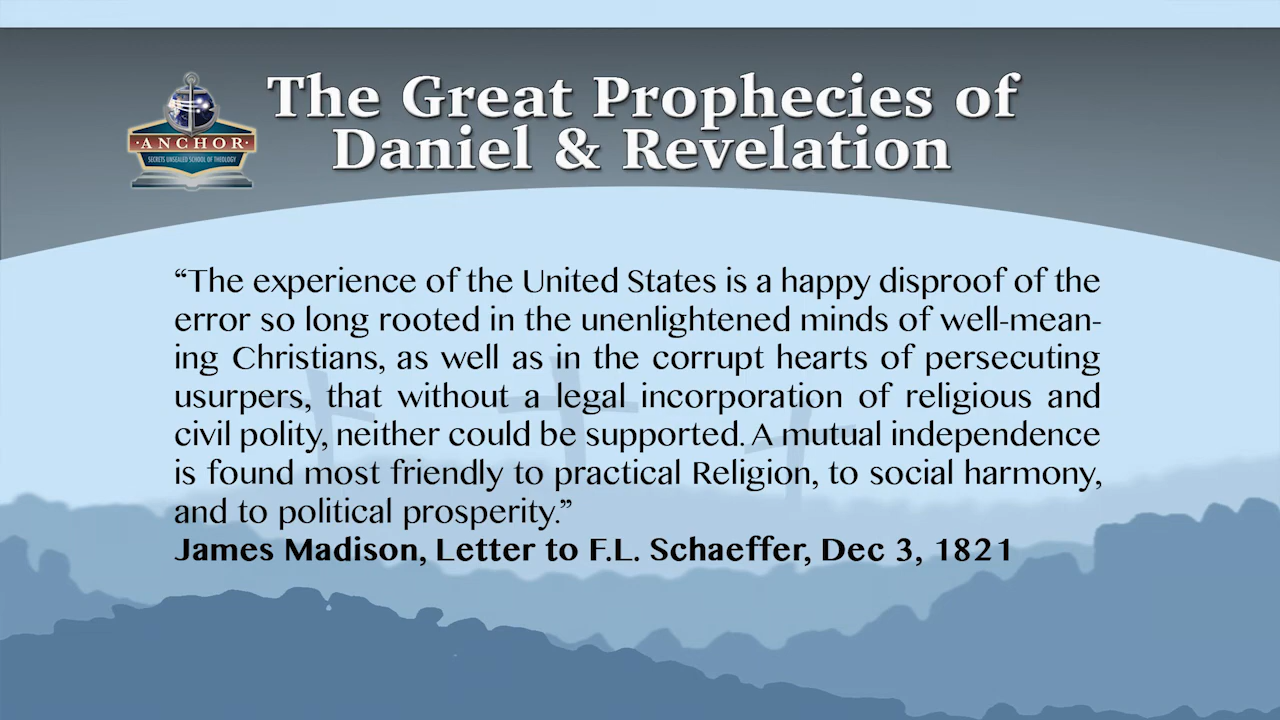 The Great Prophecies of
Daniel & Revelation
·ANCHOR·
SECRETS UNSEALED SCHOOL OF THEOLOGY
“The experience of the United States is a happy disproof of the
error so long rooted in the unenlightened minds of well-mean-
ing Christians, as well as in the corrupt hearts of persecuting
usurpers, that without a legal incorporation of religious and
civil polity, neither could be supported. A mutual independence
is found most friendly to practical Religion, to social harmony,
and to political prosperity.”
James Madison, Letter to F.L. Schaeffer, Dec 3, 1821